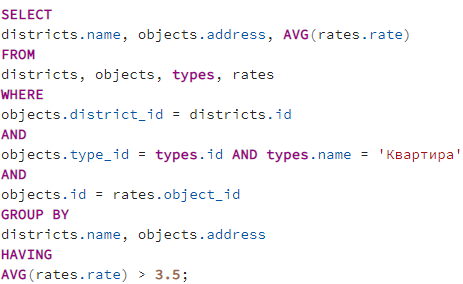 SELECT
districts.name, objects.address, AVG(rates.rate)
FROM
districts, objects, types, rates
WHERE
objects.district_id = districts.id
AND
objects.type_id = types.id AND types.name = 'Квартира'
AND
objects.id = rates.object_id
GROUP BY
districts.name, objects.address
HAVING
AVG(rates.rate) > 3.5;